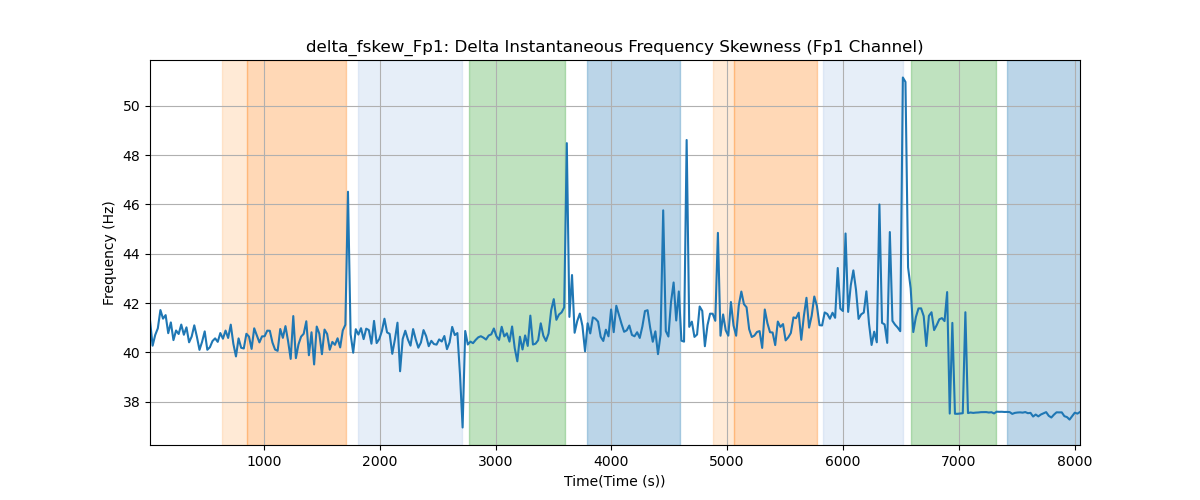 delta_fskew_Fp1: Delta Instantaneous Frequency Skewness (Fp1 Channel)
Frequency (Hz)
50
48
46
44
42
40
38
1000 2000 3000 4000 5000 6000 7000 8000
Time(Time (s))